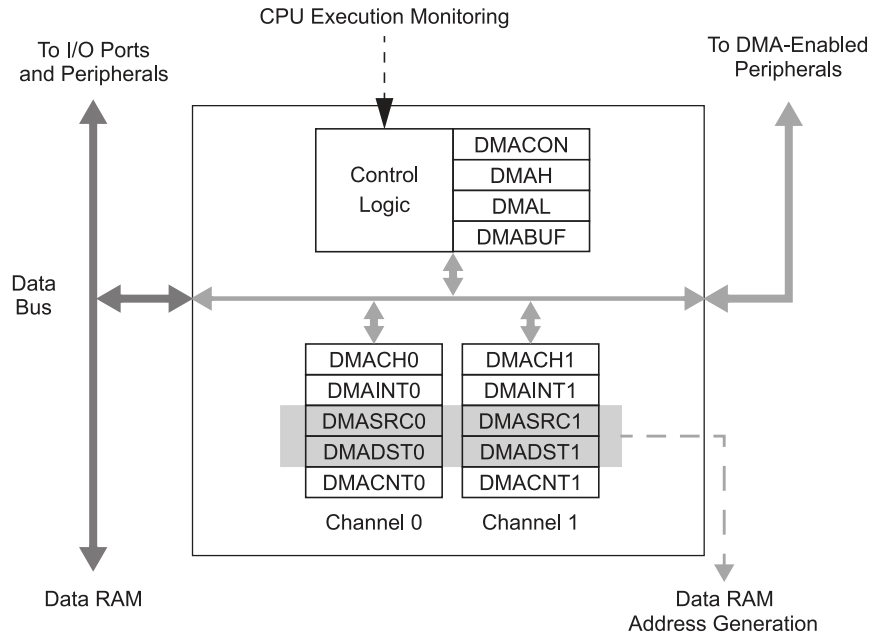 CPU Execution Monitoring
To I/O Ports
and Peripherals
To DMA-Enabled
Peripherals
Control
Logic
DMACON
DMAH
DMAL
DMABUF
Data
Bus
DMACH0
DMAINT0
DMASRC0
DMADST0
DMACNT0
Channel 0
DMACH1
DMAINT1
DMASRC1
DMADST1
DMACNT1
Channel 1
Data RAM
Data RAM
Address Generation